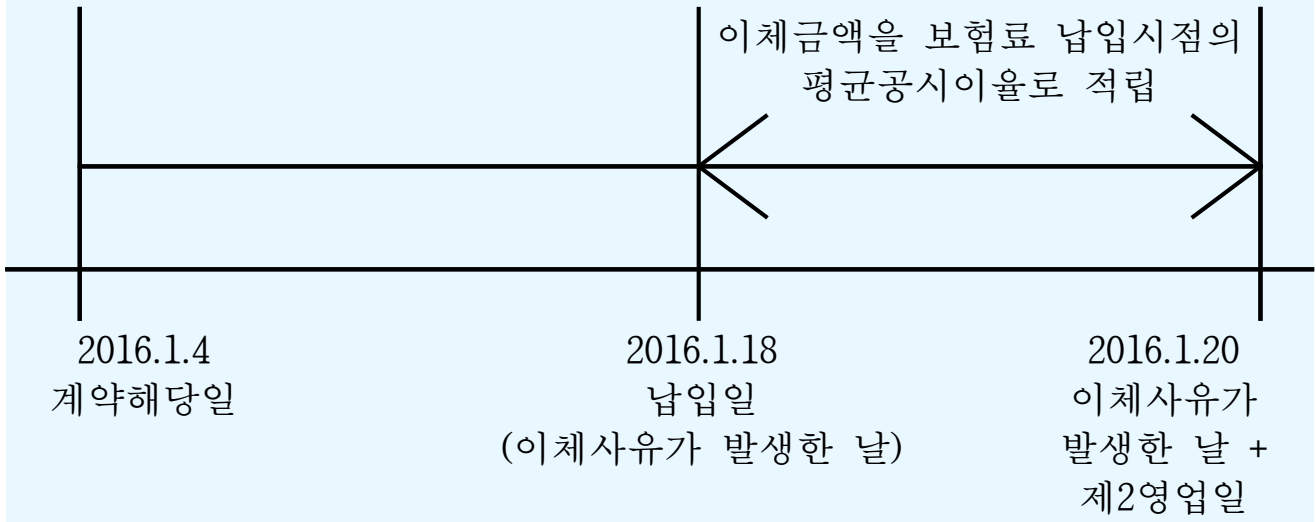 이체금액을 보험료 납입시점의
평균공시이율로 적립
2016.1.4
계약해당일
2016.1.18
납입일
(이체사유가 발생한 날)
2016.1.20
이체사유가
발생한 날 +
제2영업일